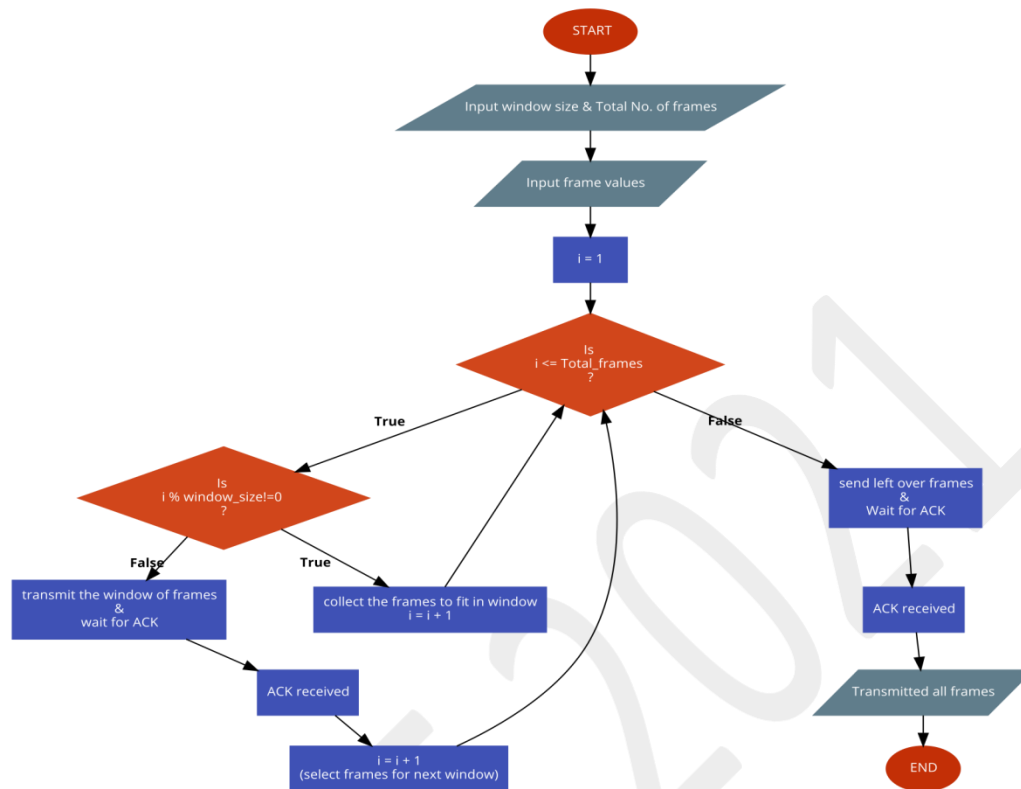 START
Input window size & Total No. of frames
Input frame values
i = 1
Is
i <= Total_frames
?
True
False
Is
i % window_size!=0
?
send left over frames
&
Wait for ACK
False
True
transmit the window of frames
&
wait for ACK
collect the frames to fit in window
i = i + 1
ACK received
ACK received
Transmitted all frames
i = i + 1
(select frames for next window)
END
2021